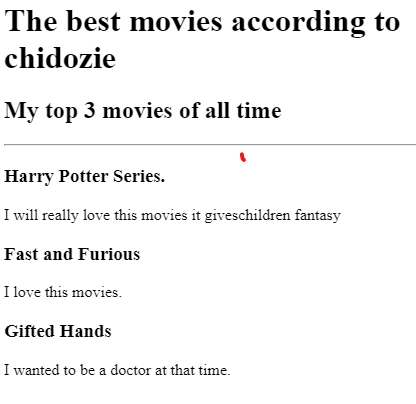 The best movies according to
chidozie
My top 3 movies of all time
Harry Potter Series.
I will really love this movies it giveschildren fantasy
Fast and Furious
I love this movies.
Gifted Hands
I wanted to be a doctor at that time.